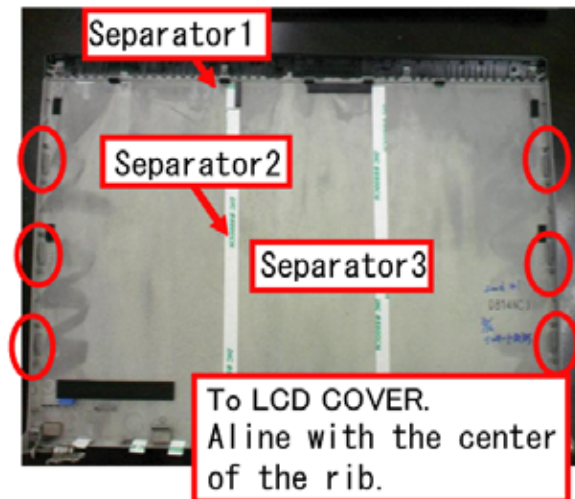 Separator1
Separator2
Separator3
To LCD COVER.
Aline with the center
of the rib.